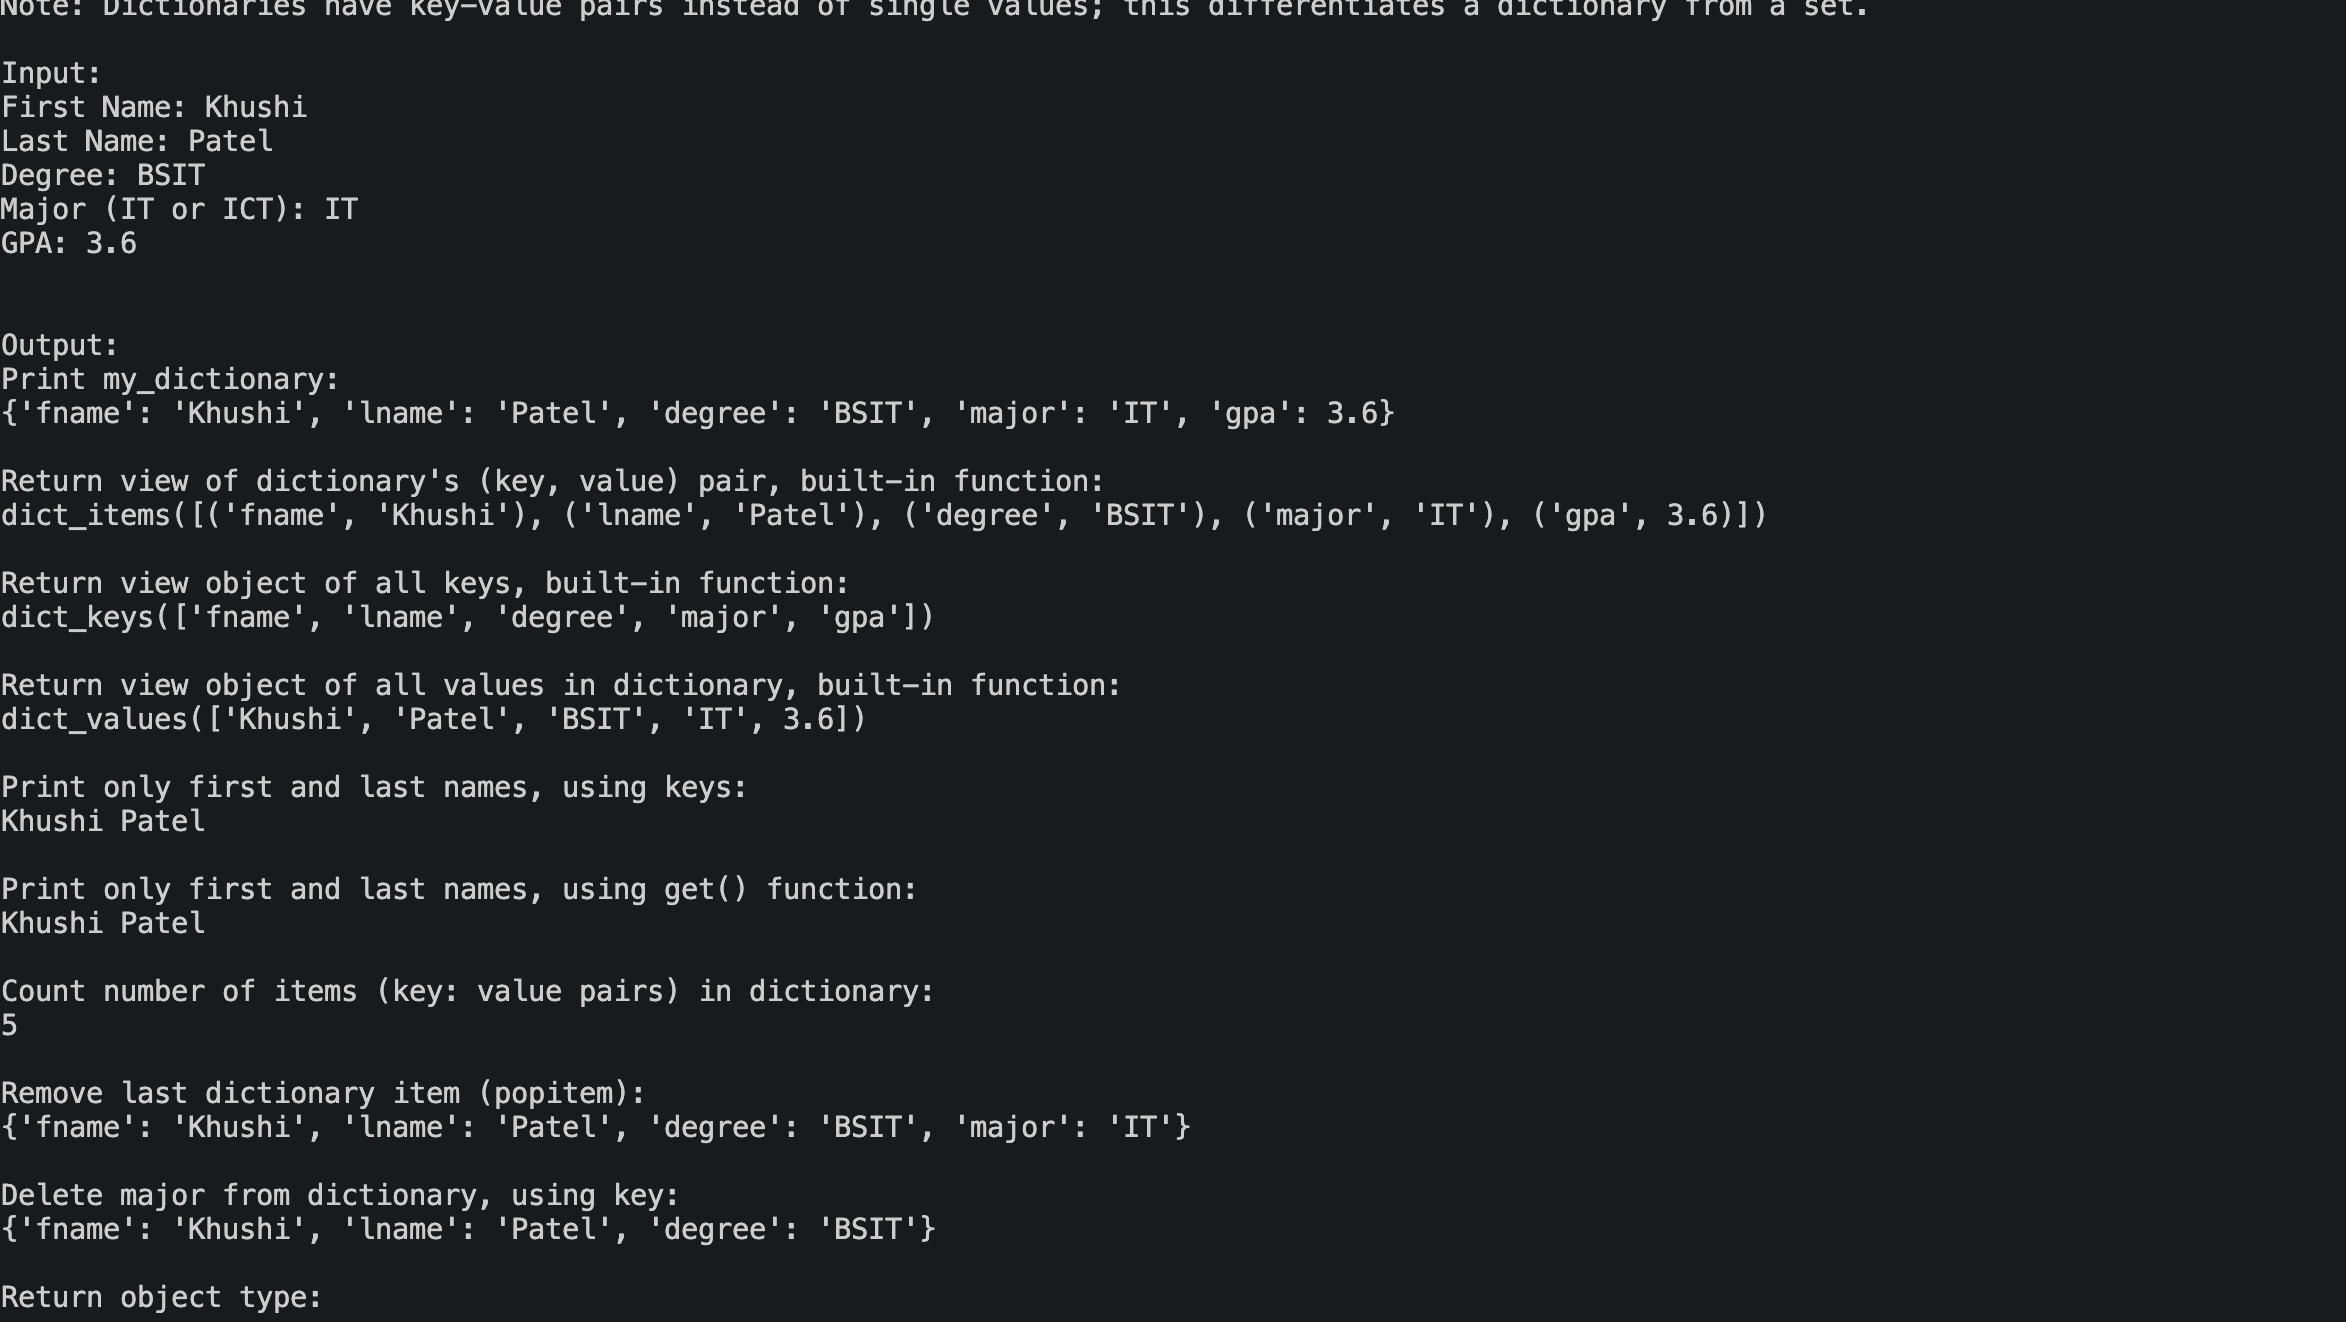 Note: Dictionaries have key-value pairs instead of single values; this differentiates a dictionary from a set.
Input:
First Name: Khushi
Last Name: Patel
Degree: BSIT
Major (IT or ICT): IT
GPA: 3.6
Output:
Print my_dictionary:
{'fname': 'Khushi', 'lname': 'Patel', 'degree': 'BSIT', 'major': 'IT', 'gpa': 3.6}
Return view of dictionary's (key, value) pair, built-in function:
dict_items([('fname', 'Khushi'), ('lname', 'Patel'), ('degree', 'BSIT'), ('major', 'IT'), ('gpa', 3.6)])
Return view object of all keys, built-in function:
dict_keys(['fname', 'lname', 'degree', 'major', 'gpa'])
Return view object of all values in dictionary, built-in function:
dict_values(['Khushi', 'Patel', 'BSIT', 'IT', 3.6])
Print only first and last names, using keys:
Khushi Patel
Print only first and last names, using get() function:
Khushi Patel
Count number of items (key: value pairs) in dictionary:
5
Remove last dictionary item (popitem):
{'fname': 'Khushi', 'lname': 'Patel', 'degree': 'BSIT', 'major': 'IT'}
Delete major from dictionary, using key:
{'fname': 'Khushi', 'lname': 'Patel', 'degree': 'BSIT'}
Return object type: